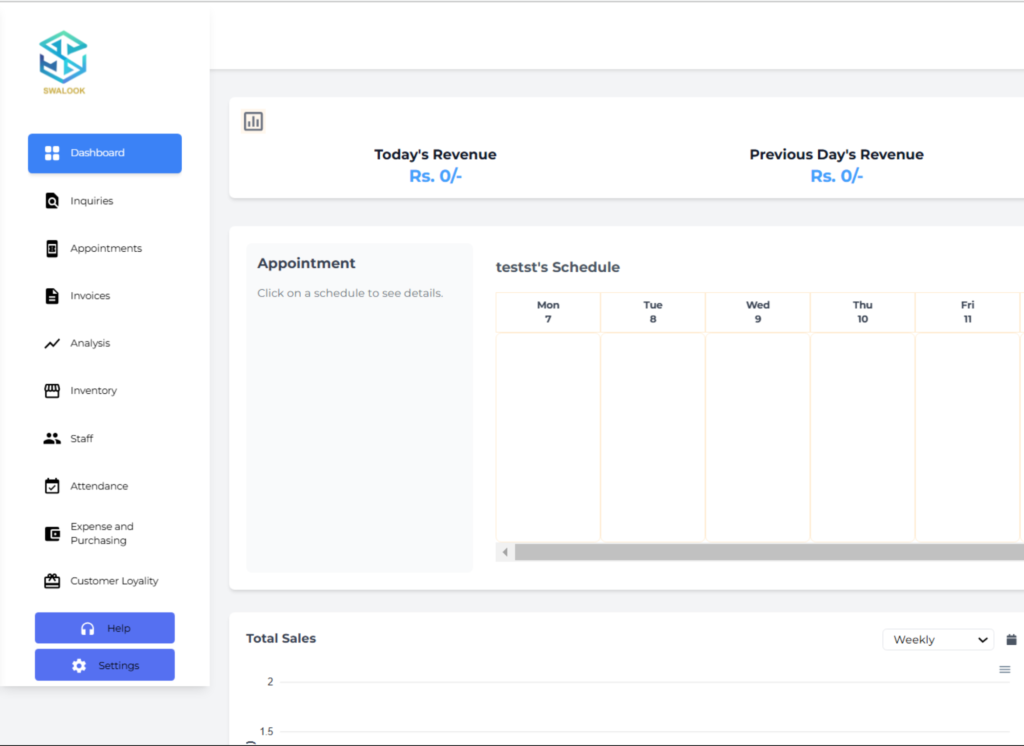 SWALOOK
Dashboard
Inquiries
Appointments
Invoices
Analysis
Inventory
Staff
Attendance
Expense and
Purchasing
Customer Loyality
Help
Settings
Today's Revenue
Rs. 0/-
Previous Day's Revenue
Rs. 0/-
Appointment
Click on a schedule to see details.
testst's Schedule
Mon Tue Wed Thu Fri
7 8 9 10 11
Total Sales
Weekly
2
1.5